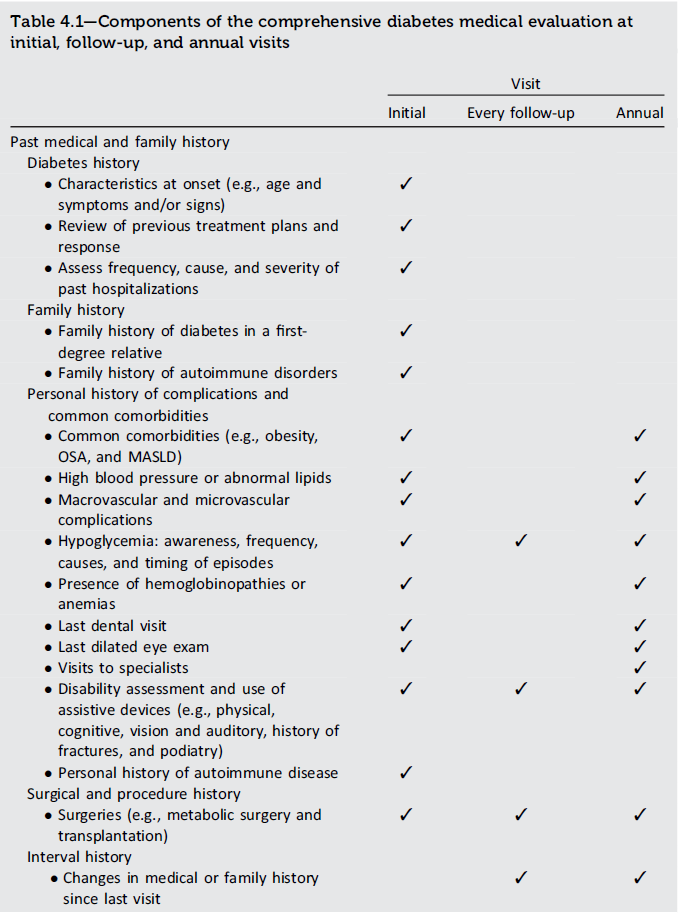 Table 4.1—Components of the comprehensive diabetes medical evaluation at
initial, follow-up, and annual visits
Visit
Initial Every follow-up Annual
Past medical and family history
Diabetes history
● Characteristics at onset (e.g., age and ✓
symptoms and/or signs)
● Review of previous treatment plans and ✓
response
● Assess frequency, cause, and severity of ✓
past hospitalizations
Family history
● Family history of diabetes in a first- ✓
degree relative
● Family history of autoimmune disorders ✓
Personal history of complications and
common comorbidities
● Common comorbidities (e.g., obesity, ✓ ✓
OSA, and MASLD)
● High blood pressure or abnormal lipids ✓ ✓
● Macrovascular and microvascular ✓ ✓
complications
● Hypoglycemia: awareness, frequency, ✓ ✓ ✓
causes, and timing of episodes
● Presence of hemoglobinopathies or ✓ ✓
anemias
● Last dental visit ✓ ✓
● Last dilated eye exam ✓ ✓
● Visits to specialists ✓
● Disability assessment and use of ✓ ✓ ✓
assistive devices (e.g., physical,
cognitive, vision and auditory, history of
fractures, and podiatry)
● Personal history of autoimmune disease ✓
Surgical and procedure history
● Surgeries (e.g., metabolic surgery and ✓ ✓ ✓
transplantation)
Interval history
● Changes in medical or family history ✓ ✓
since last visit